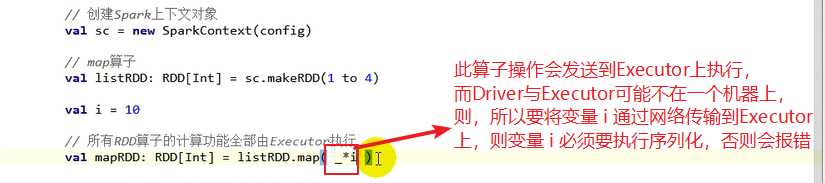 // 创建Spark上下文对象
val sc = new SparkContext(config)
// map算子
val listRDD: RDD[Int] = sc.makeRDD(1 to 4)
val i = 10
// 所有RDD算子的计算功能全部由Executor执行
val mapRDD: RDD[Int] = listRDD.map( _*i )
此算子操作会发送到Executor上执行，
而Driver与Executor可能不在一个机器上，
则，所以要将变量 i 通过网络传输到Executor
上，则变量 i 必须要执行序列化，否则会报错